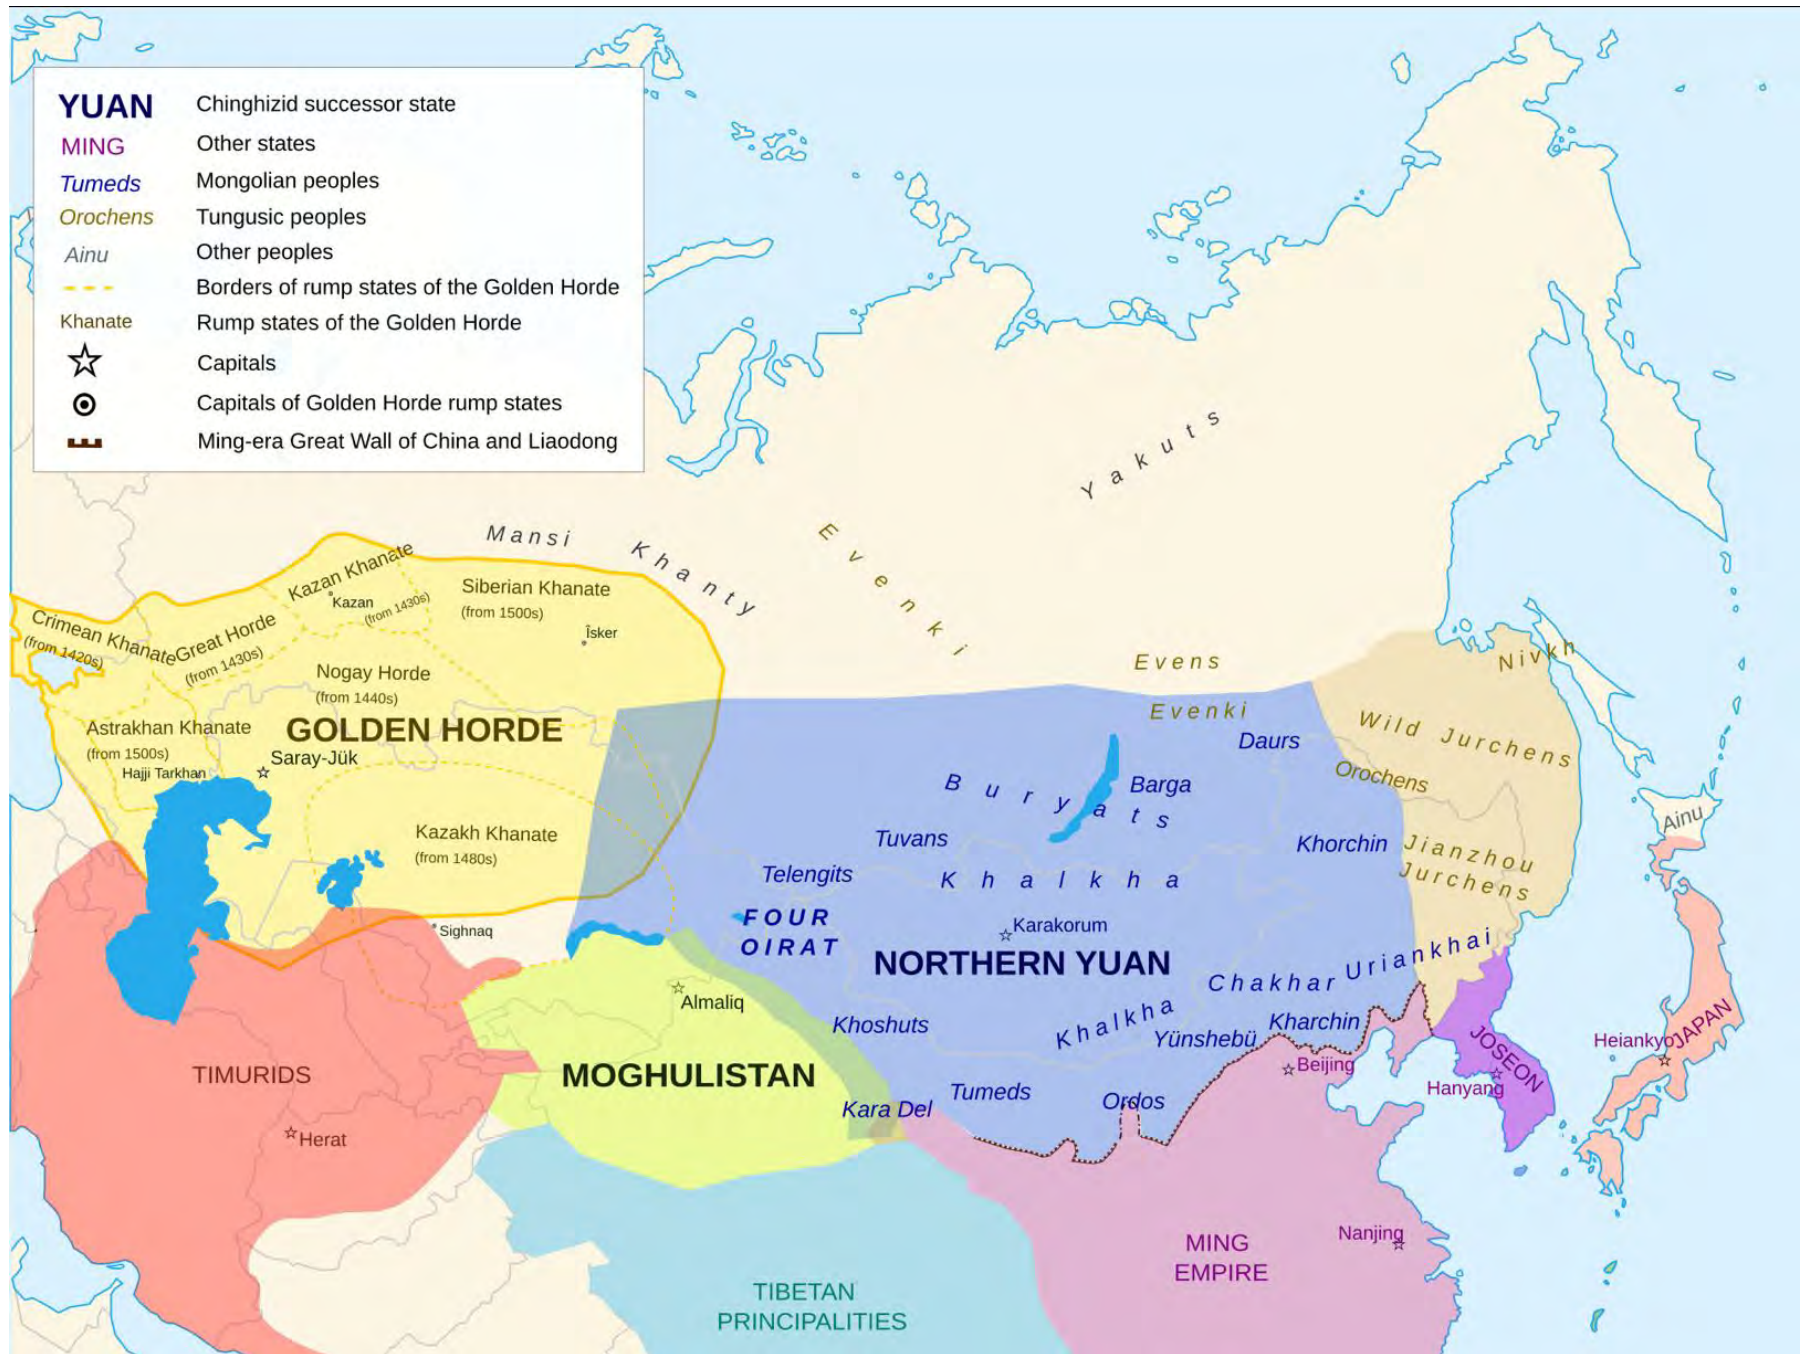 YUAN Chinghizid successor state
MING Other states
Tumeds Mongolian peoples
Orochens Tungusic peoples
Ainu Other peoples
Borders of rump states of the Golden Horde
Khanate Rump states of the Golden Horde
Capitals
Capitals of Golden Horde rump states
Ming-era Great Wall of China and Liaodong
Yakuts
Mansi
Khanty
Evenki
Kazan Khanate
(from 1430s)
Kazan
Siberian Khanate
(from 1500s)
Îsker
Crimean Khanate
(from 1420s)
Great Horde
(from 1430s)
Nogay Horde
(from 1440s)
Astrakhan Khanate
(from 1500s)
Hajji Tarkhan
GOLDEN HORDE
Saray-Jük
Kazakh Khanate
(from 1480s)
Sighnaq
Evens
Evenki
Daurs
Nivkh
Wild Jurchens
Orochens
Buryats
Barga
Tuvans
Khorchin
Jianzhou
Jurchens
Ainu
Telengits
Khalkha
FOUR
OIRAT
Karakorum
NORTHERN YUAN
Chakhar
Uriankhai
Almaliq
Khoshuts
Khalkha
Yünshebü
Kharchin
Beijing
JOSEON
Hanyang
Heiankyo
JAPAN
TIMURIDS
MOGHULISTAN
Herat
Kara Del
Tumeds
Ordos
Nanjing
MING
EMPIRE
TIBETAN
PRINCIPALITIES